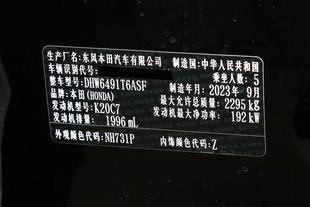 生产厂名: 东风本田汽车有限公司 制造国: 中华人民共和国
车辆识别代号: 乘坐人数: 5
整车型号: DHW6491T6ASF 制造年月: 2023年9月
品牌: 本田(HONDA) 最大允许总质量: 2295 kg
发动机型号: K20C7 发动机最大净功率: 192 kW
发动机排量: 1996 mL
外观颜色代码: NH731P 内饰颜色代码: Z